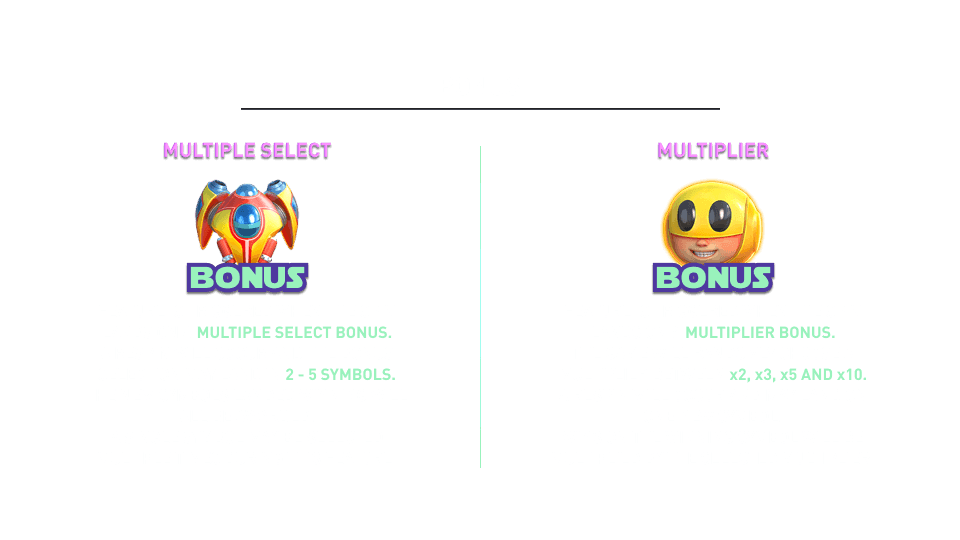 MULTIPLE SELECT
BONUS
MULTIPLE SELECT BONUS.
2 - 5 SYMBOLS.
MULTIPLIER
BONUS
MULTIPLIER BONUS.
x2, x3, x5 AND x10.